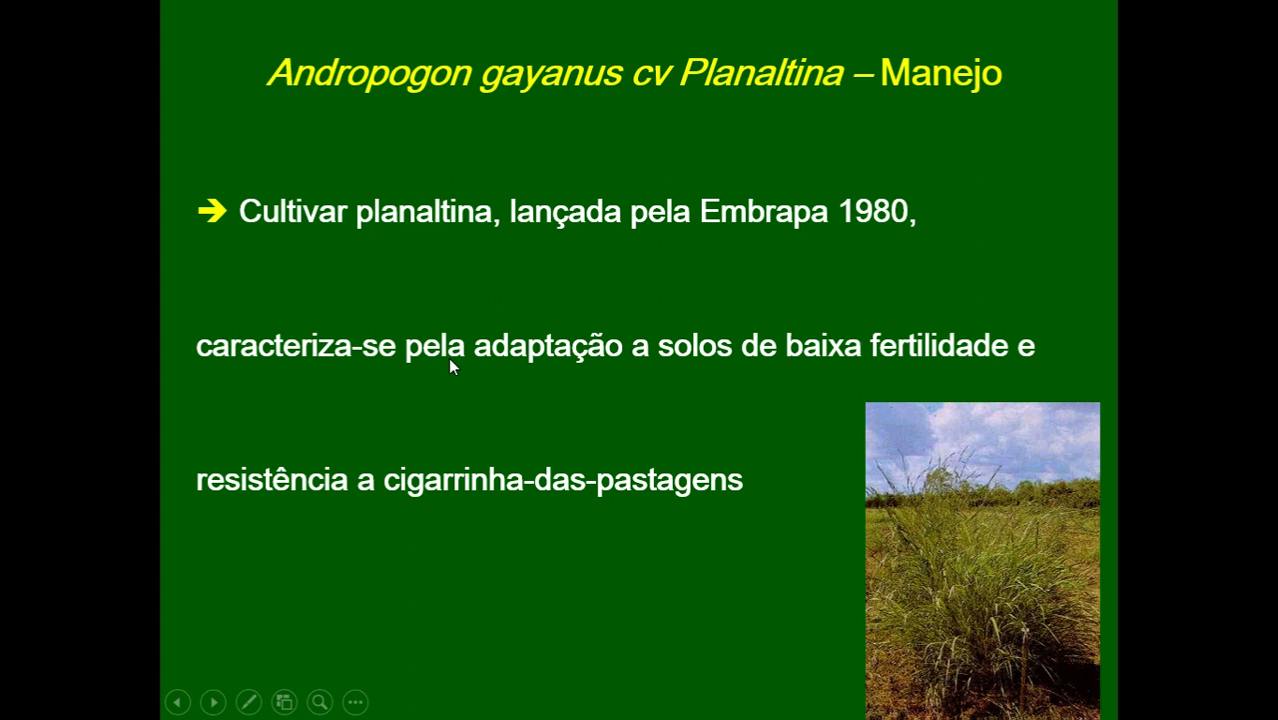 Andropogon gayanus cv Planaltina – Manejo
➔ Cultivar planaltina, lançada pela Embrapa 1980,
caracteriza-se pela adaptação a solos de baixa fertilidade e
resistência a cigarrinha-das-pastagens